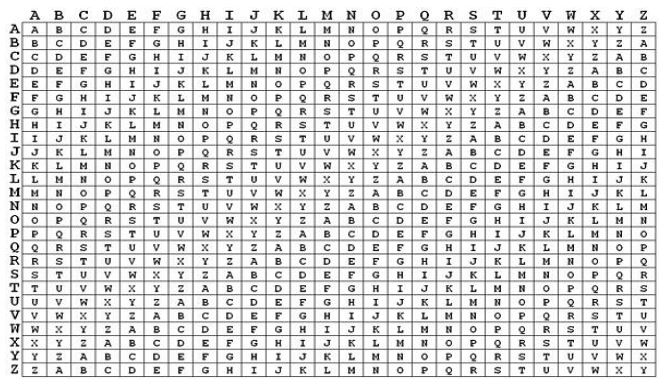 A B C D E F G H I J K L M N O P Q R S T U V W X Y Z
A A B C D E F G H I J K L M N O P Q R S T U V W X Y Z
B B C D E F G H I J K L M N O P Q R S T U V W X Y Z A
C C D E F G H I J K L M N O P Q R S T U V W X Y Z A B
D D E F G H I J K L M N O P Q R S T U V W X Y Z A B C
E E F G H I J K L M N O P Q R S T U V W X Y Z A B C D
F F G H I J K L M N O P Q R S T U V W X Y Z A B C D E
G G H I J K L M N O P Q R S T U V W X Y Z A B C D E F
H H I J K L M N O P Q R S T U V W X Y Z A B C D E F G
I I J K L M N O P Q R S T U V W X Y Z A B C D E F G H
J J K L M N O P Q R S T U V W X Y Z A B C D E F G H I
K K L M N O P Q R S T U V W X Y Z A B C D E F G H I J
L L M N O P Q R S T U V W X Y Z A B C D E F G H I J K
M M N O P Q R S T U V W X Y Z A B C D E F G H I J K L
N N O P Q R S T U V W X Y Z A B C D E F G H I J K L M
O O P Q R S T U V W X Y Z A B C D E F G H I J K L M N
P P Q R S T U V W X Y Z A B C D E F G H I J K L M N O
Q Q R S T U V W X Y Z A B C D E F G H I J K L M N O P
R R S T U V W X Y Z A B C D E F G H I J K L M N O P Q
S S T U V W X Y Z A B C D E F G H I J K L M N O P Q R
T T U V W X Y Z A B C D E F G H I J K L M N O P Q R S
U U V W X Y Z A B C D E F G H I J K L M N O P Q R S T
V V W X Y Z A B C D E F G H I J K L M N O P Q R S T U
W W X Y Z A B C D E F G H I J K L M N O P Q R S T U V
X X Y Z A B C D E F G H I J K L M N O P Q R S T U V W
Y Y Z A B C D E F G H I J K L M N O P Q R S T U V W X
Z Z A B C D E F G H I J K L M N O P Q R S T U V W X Y